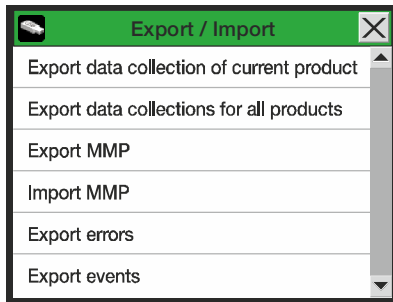 Export / Import
Export data collection of current product
Export data collections for all products
Export MMP
Import MMP
Export errors
Export events